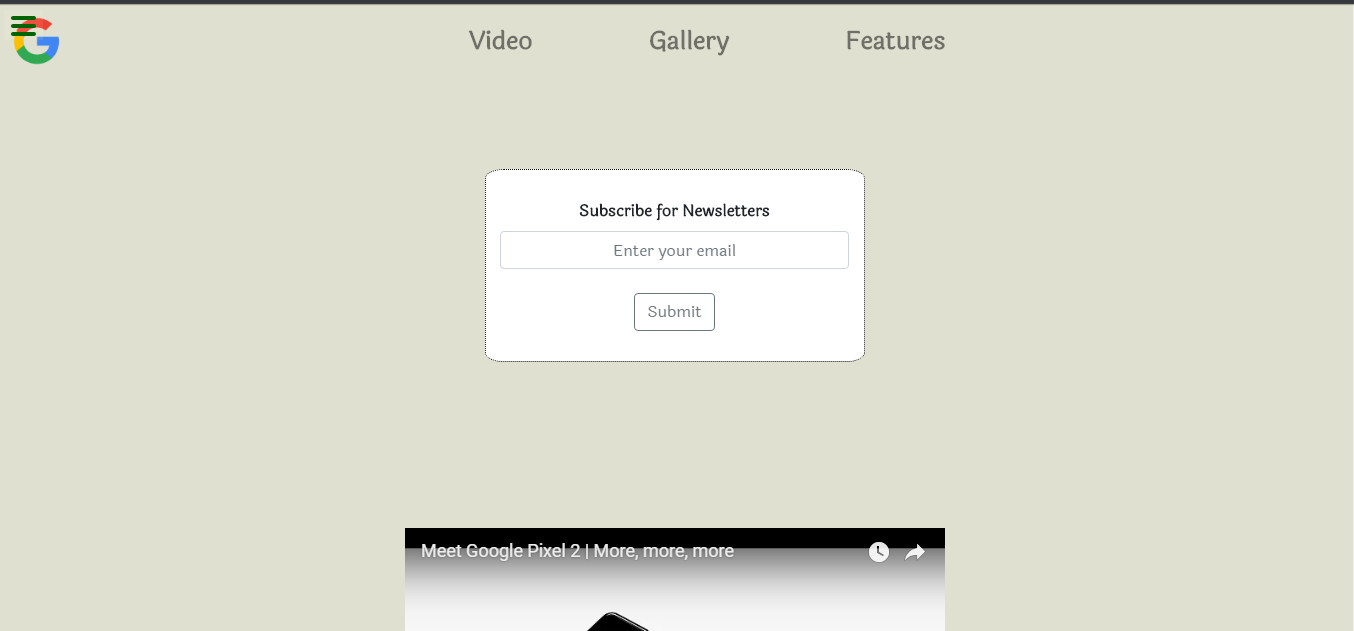 Video Gallery Features
Subscribe for Newsletters
Enter your email
Submit
Meet Google Pixel 2 | More, more, more